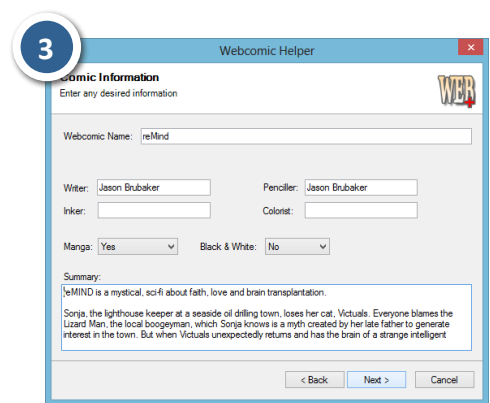 3
Webcomic Helper
Comic Information
Enter any desired information
WER
Webcomic Name: reMind
Writer: Jason Brubaker Penciller: Jason Brubaker
Inker: Colorist:
Manga: Yes Black & White: No
Summary:
reMIND is a mystical, sci-fi about faith, love and brain transplantation.
Sonja, the lighthouse keeper at a seaside oil drilling town, loses her cat, Victuals. Everyone blames the
Lizard Man, the local boogeyman, which Sonja knows is a myth created by her late father to generate
interest in the town. But when Victuals unexpectedly returns and has the brain of a strange intelligent
< Back Next > Cancel